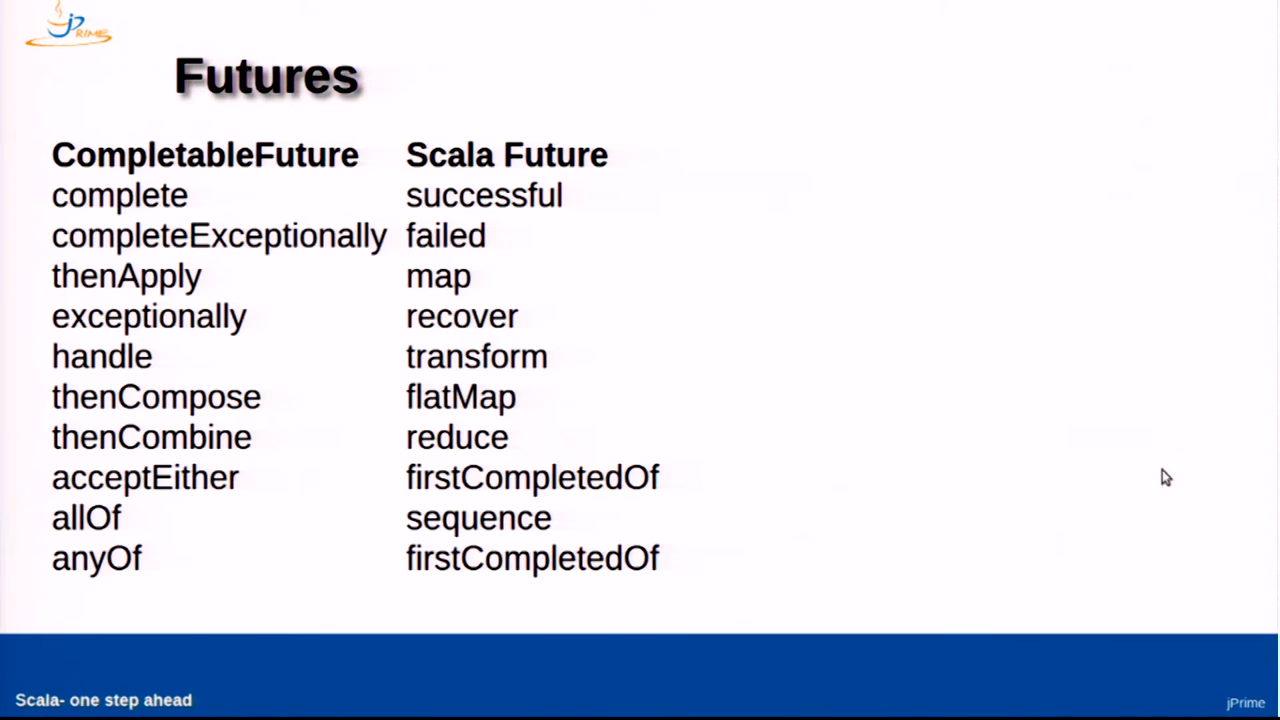 jPRIME
Futures
CompletableFuture Scala Future
complete successful
completeExceptionally failed
thenApply map
exceptionally recover
handle transform
thenCompose flatMap
thenCombine reduce
acceptEither firstCompletedOf
allOf sequence
anyOf firstCompletedOf
Scala- one step ahead
jPrime